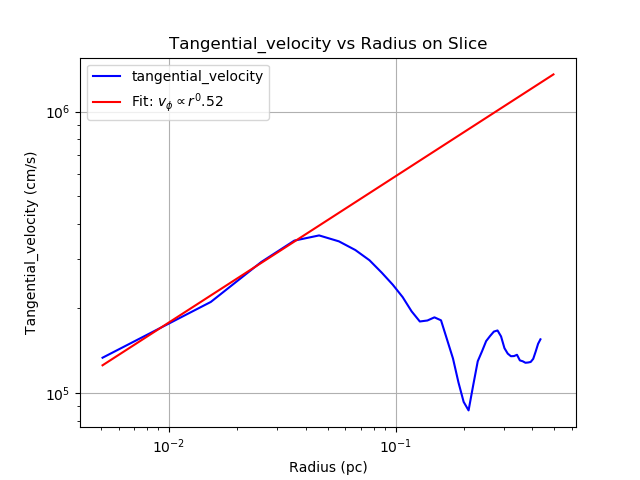 Tangential_velocity vs Radius on Slice
tangential_velocity
Fit: $v_\phi \propto r^0.52$
10^6
10^5
Tangential_velocity (cm/s)
10^{-2}
10^{-1}
Radius (pc)